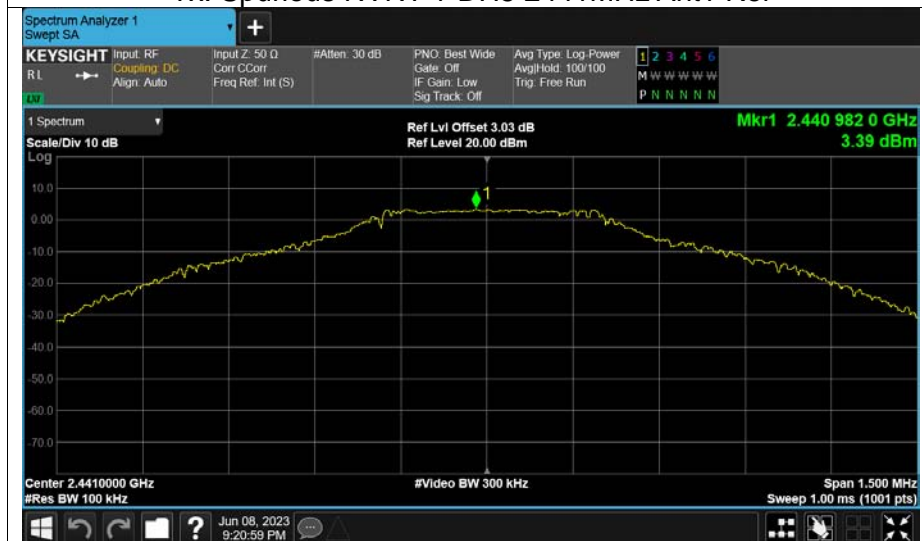 Spectrum Analyzer 1
Swept SA
+
KEYSIGHT
RL
LXI
Input: RF
Coupling: DC
Align: Auto
Input Z: 50 Ω
Corr CCorr
Freq Ref: Int (S)
#Atten: 30 dB
PNO: Best Wide
Gate: Off
IF Gain: Low
Sig Track: Off
Avg Type: Log-Power
Avg|Hold: 100/100
Trig: Free Run
1 2 3 4 5 6
M W W W W W
P N N N N N
1 Spectrum
Scale/Div 10 dB
Log
Ref Lvl Offset 3.03 dB
Ref Level 20.00 dBm
Mkr1 2.440 982 0 GHz
3.39 dBm
10.0
1
0.00
-10.0
-20.0
-30.0
-40.0
-50.0
-60.0
-70.0
Center 2.4410000 GHz
#Res BW 100 kHz
#Video BW 300 kHz
Span 1.500 MHz
Sweep 1.00 ms (1001 pts)
?
Jun 08, 2023
9:20:59 PM